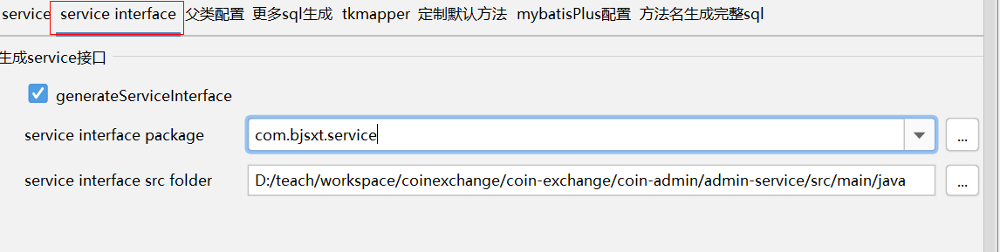 service service interface 父类配置 更多sql生成 tkmapper 定制默认方法 mybatisPlus配置 方法名生成完整sql
生成service接口
generateServiceInterface
service interface package com.bjsxt.service ...
service interface src folder D:/teach/workspace/coinexchange/coin-exchange/coin-admin/admin-service/src/main/java ...